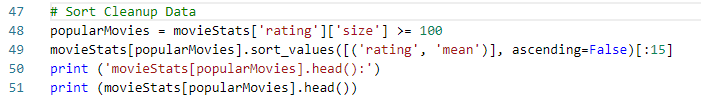 47 # Sort Cleanup Data
48 popularMovies = movieStats['rating']['size'] >= 100
49 movieStats[popularMovies].sort_values([('rating', 'mean')], ascending=False)[:15]
50 print ('movieStats[popularMovies].head():')
51 print (movieStats[popularMovies].head())